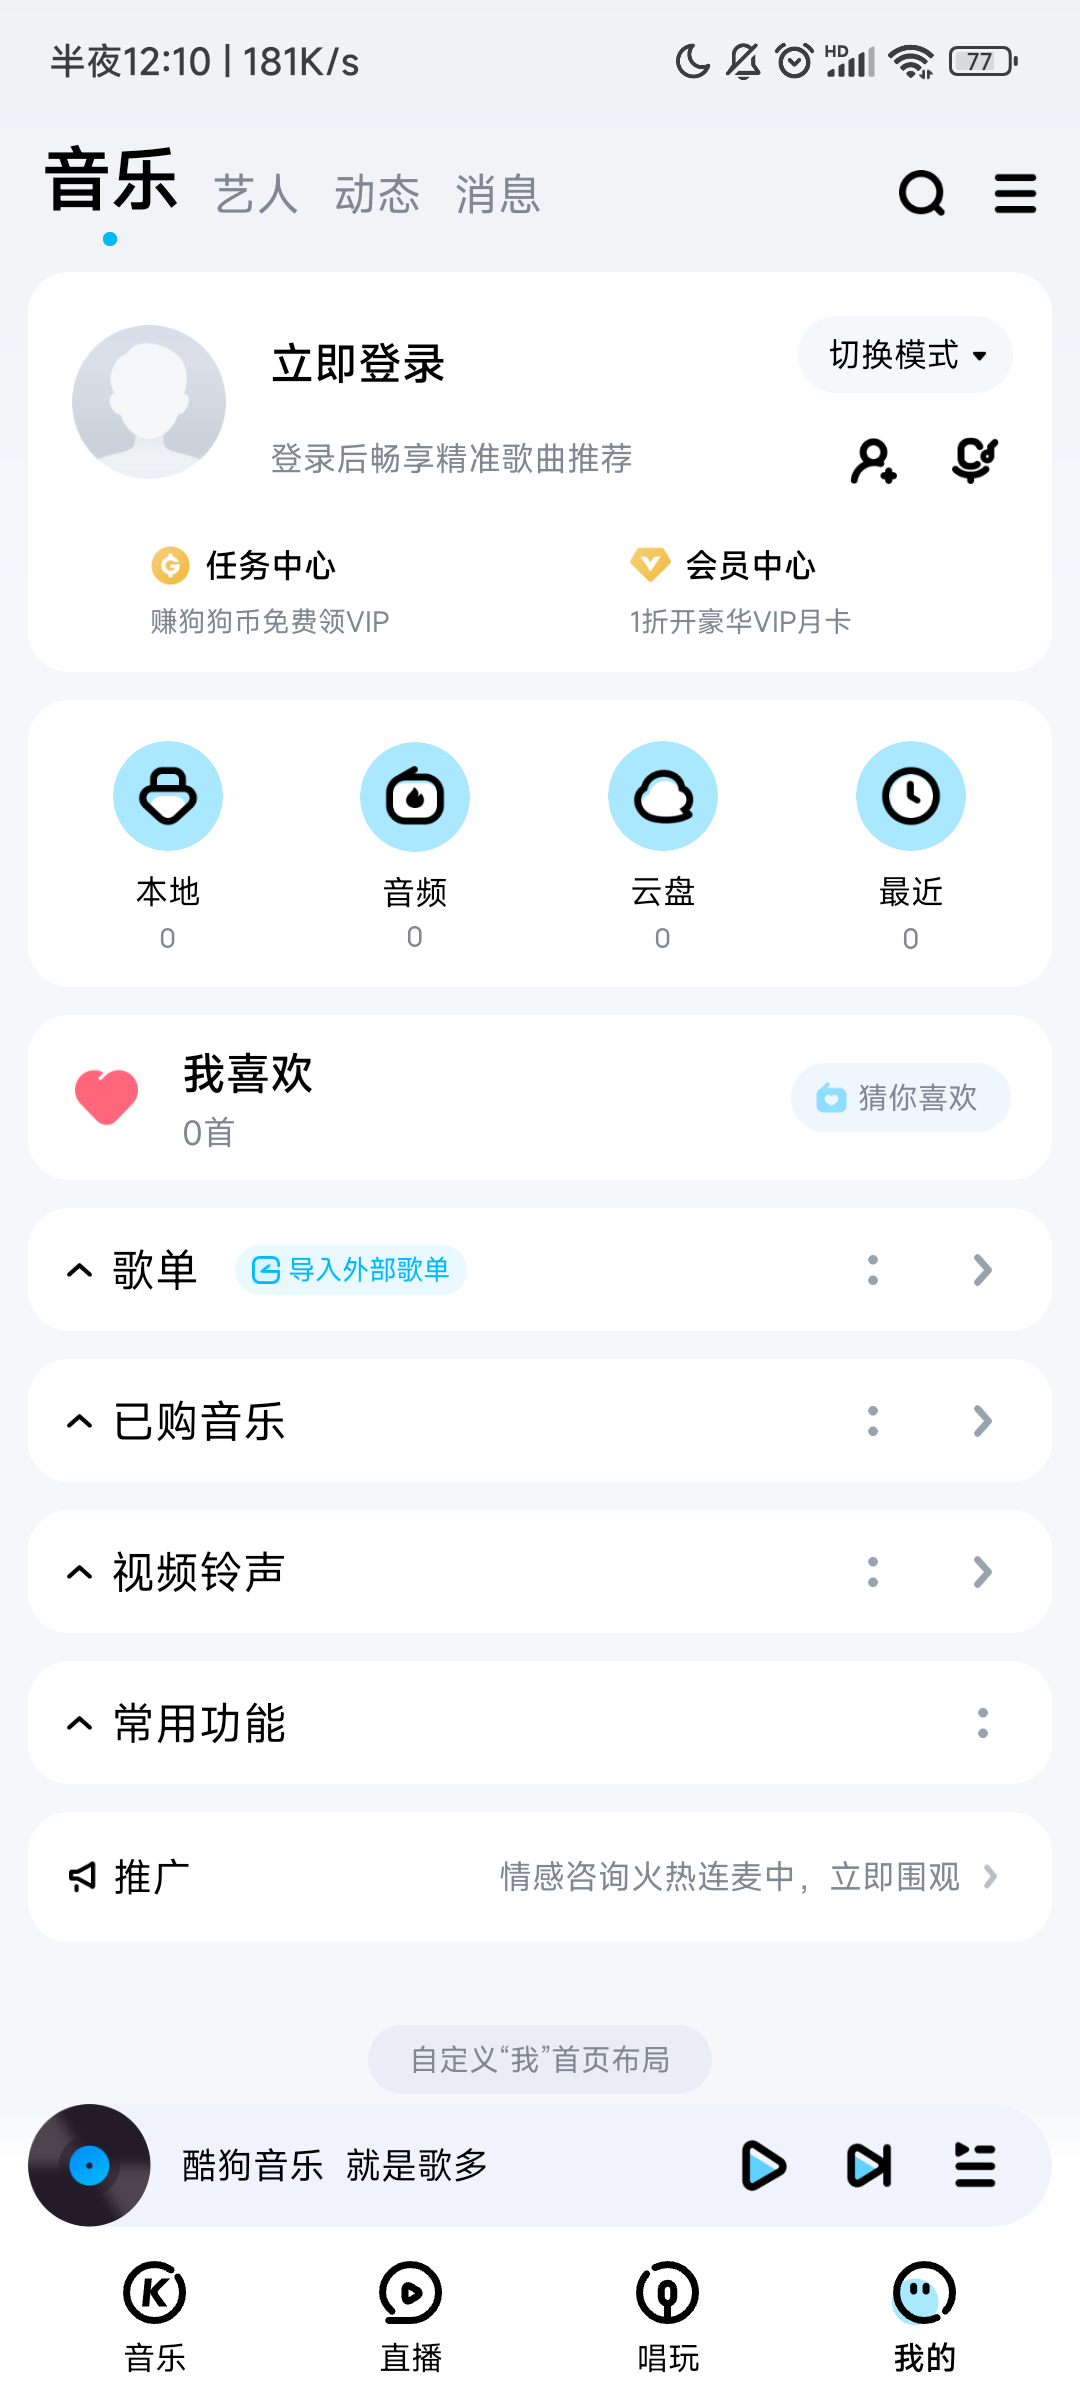 半夜12:10 | 181K/s
HD
77
音乐 艺人 动态 消息
立即登录
切换模式
登录后畅享精准歌曲推荐
任务中心
会员中心
赚狗狗币免费领VIP
1折开豪华VIP月卡
本地 音频 云盘 最近
0 0 0 0
我喜欢
0首
猜你喜欢
歌单 导入外部歌单
已购音乐
视频铃声
常用功能
推广 情感咨询火热连麦中，立即围观
自定义“我”首页布局
酷狗音乐 就是歌多
音乐 直播 唱玩 我的